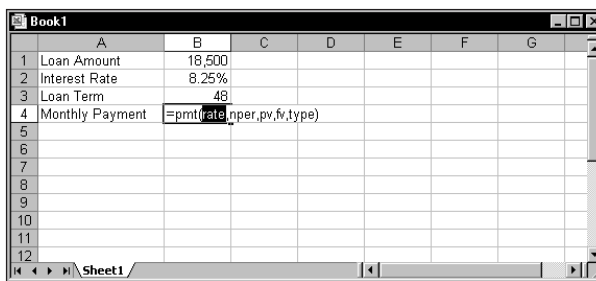 Book1
A B C D E F G
1 Loan Amount 18,500
2 Interest Rate 8.25%
3 Loan Term 48
4 Monthly Payment =pmt(rate,nper,pv,fv,type)
5
6
7
8
9
10
11
12
Sheet1